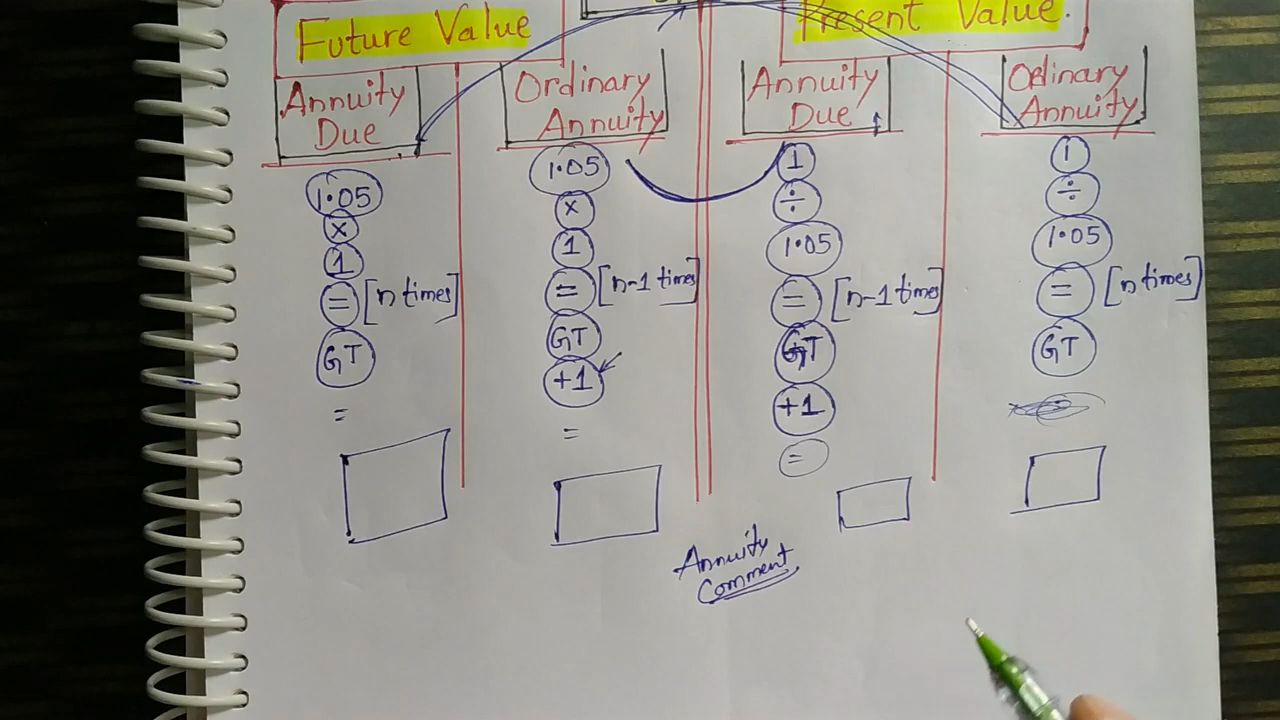 Future Value
Present Value.
Annuity
Due
1.05
×
1
= [n times]
GT
=
Ordinary
Annuity
1.05
×
1
= [n-1 times]
GT
+1
=
Annuity
Due
1
÷
1.05
= [n-1 times]
GT
+1
=
Ordinary
Annuity
1
÷
1.05
= [n times]
GT
Annuity
Comment